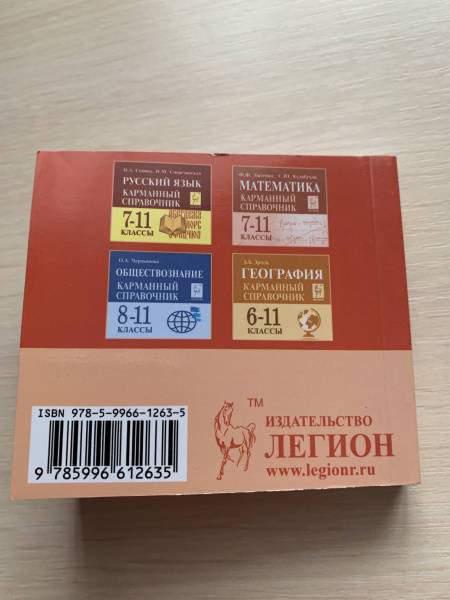 РУССКИЙ ЯЗЫК
КАРМАННЫЙ
СПРАВОЧНИК
7-11
КЛАССЫ
МАТЕМАТИКА
КАРМАННЫЙ
СПРАВОЧНИК
7-11
КЛАССЫ
О.А. Чернышева
ОБЩЕСТВОЗНАНИЕ
КАРМАННЫЙ
СПРАВОЧНИК
8-11
КЛАССЫ
А.Б. Эртель
ГЕОГРАФИЯ
КАРМАННЫЙ
СПРАВОЧНИК
6-11
КЛАССЫ
ISBN 978-5-9966-1263-5
9 785996 612635
TM
ИЗДАТЕЛЬСТВО
ЛЕГИОН
www.legionr.ru